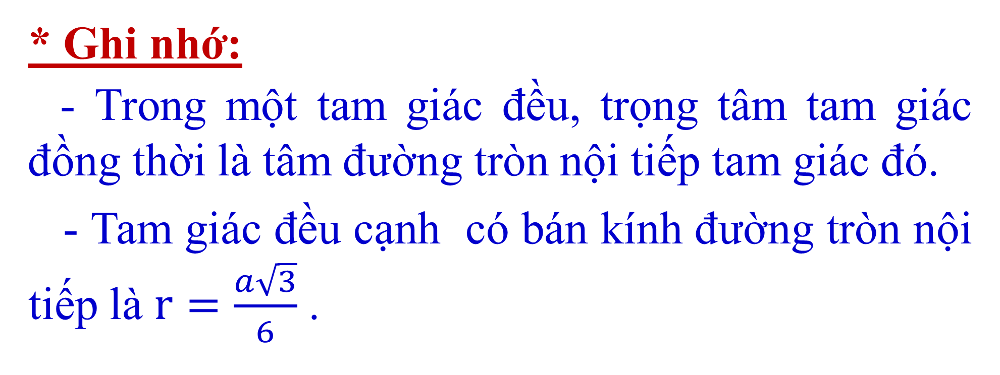 * Ghi nhớ:
- Trong một tam giác đều, trọng tâm tam giác
đồng thời là tâm đường tròn nội tiếp tam giác đó.
- Tam giác đều cạnh  có bán kính đường tròn nội
tiếp là r = \frac{a\sqrt{3}}{6} .